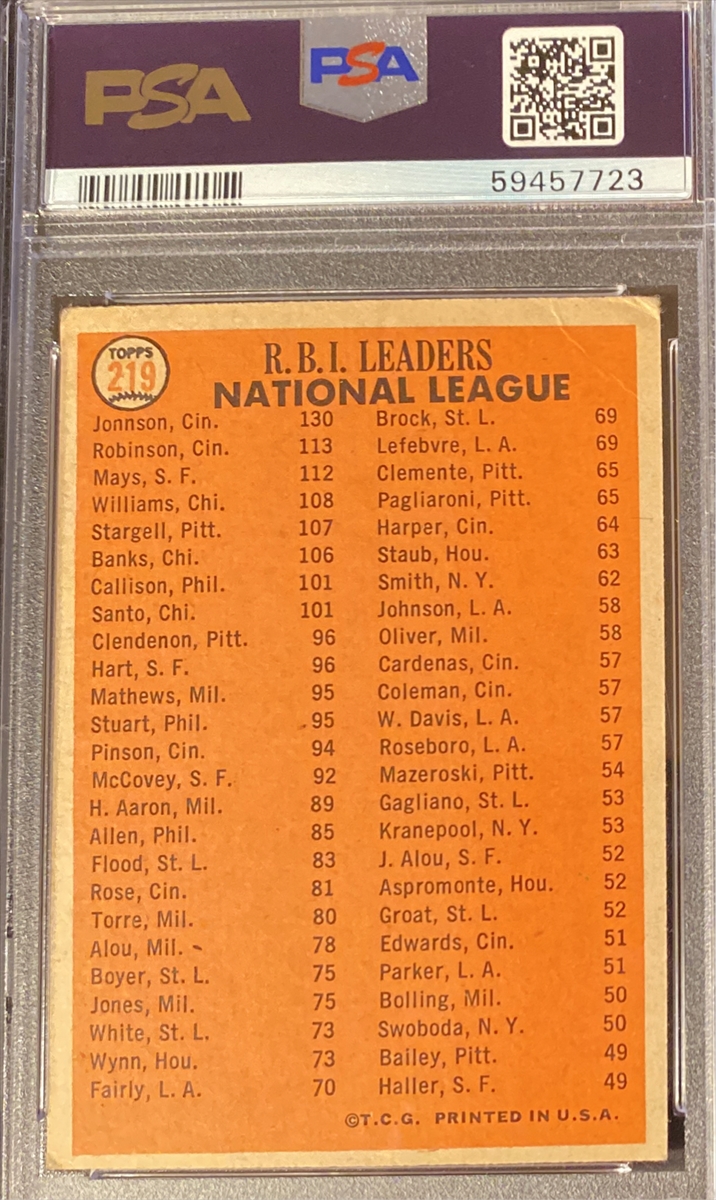 PSA PSA
59457723
TOPPS
219
R.B.I. LEADERS
NATIONAL LEAGUE
Jonnson, Cin. 130 Brock, St. L. 69
Robinson, Cin. 113 Lefebvre, L. A. 69
Mays, S. F. 112 Clemente, Pitt. 65
Williams, Chi. 108 Pagliaroni, Pitt. 65
Stargell, Pitt. 107 Harper, Cin. 64
Banks, Chi. 106 Staub, Hou. 63
Callison, Phil. 101 Smith, N. Y. 62
Santo, Chi. 101 Johnson, L. A. 58
Clendenon, Pitt. 96 Oliver, Mil. 58
Hart, S. F. 96 Cardenas, Cin. 57
Mathews, Mil. 95 Coleman, Cin. 57
Stuart, Phil. 95 W. Davis, L. A. 57
Pinson, Cin. 94 Roseboro, L. A. 57
McCovey, S. F. 92 Mazeroski, Pitt. 54
H. Aaron, Mil. 89 Gagliano, St. L. 53
Allen, Phil. 85 Kranepool, N. Y. 53
Flood, St. L. 83 J. Alou, S. F. 52
Rose, Cin. 81 Aspromonte, Hou. 52
Torre, Mil. 80 Groat, St. L. 52
Alou, Mil. 78 Edwards, Cin. 51
Boyer, St. L. 75 Parker, L. A. 51
Jones, Mil. 75 Bolling, Mil. 50
White, St. L. 73 Swoboda, N. Y. 50
Wynn, Hou. 73 Bailey, Pitt. 49
Fairly, L. A. 70 Haller, S. F. 49
©T.C.G. PRINTED IN U.S.A.